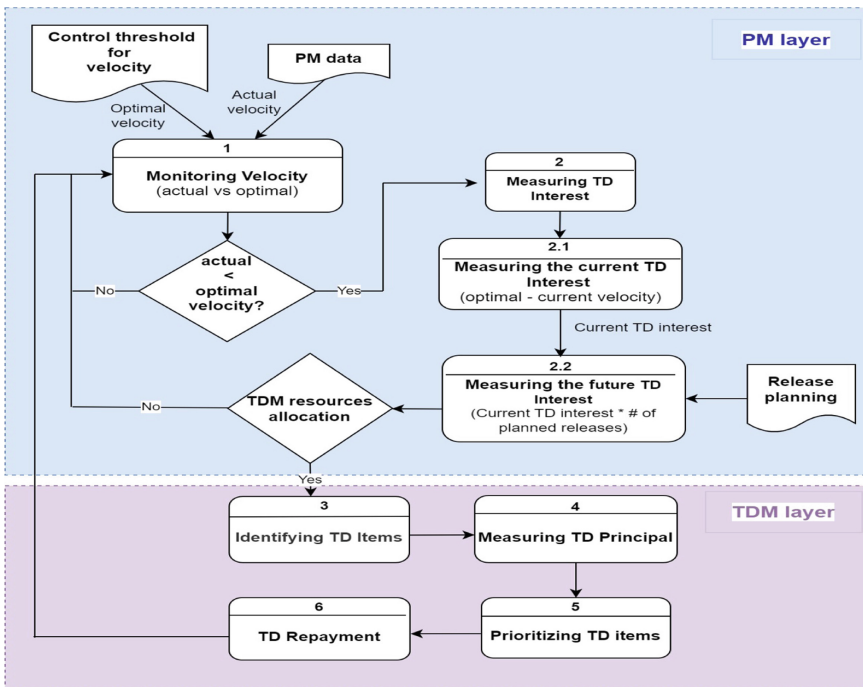 Control threshold
for
velocity
PM data
PM layer
Optimal
velocity
Actual
velocity
1
Monitoring Velocity
(actual vs optimal)
2
Measuring TD
Interest
actual
<
optimal
velocity?
No
Yes
2.1
Measuring the current TD
Interest
(optimal - current velocity)
Current TD interest
2.2
Measuring the future TD
Interest
(Current TD interest * # of
planned releases)
Release
planning
TDM resources
allocation
No
Yes
TDM layer
3
Identifying TD Items
4
Measuring TD Principal
5
Prioritizing TD items
6
TD Repayment